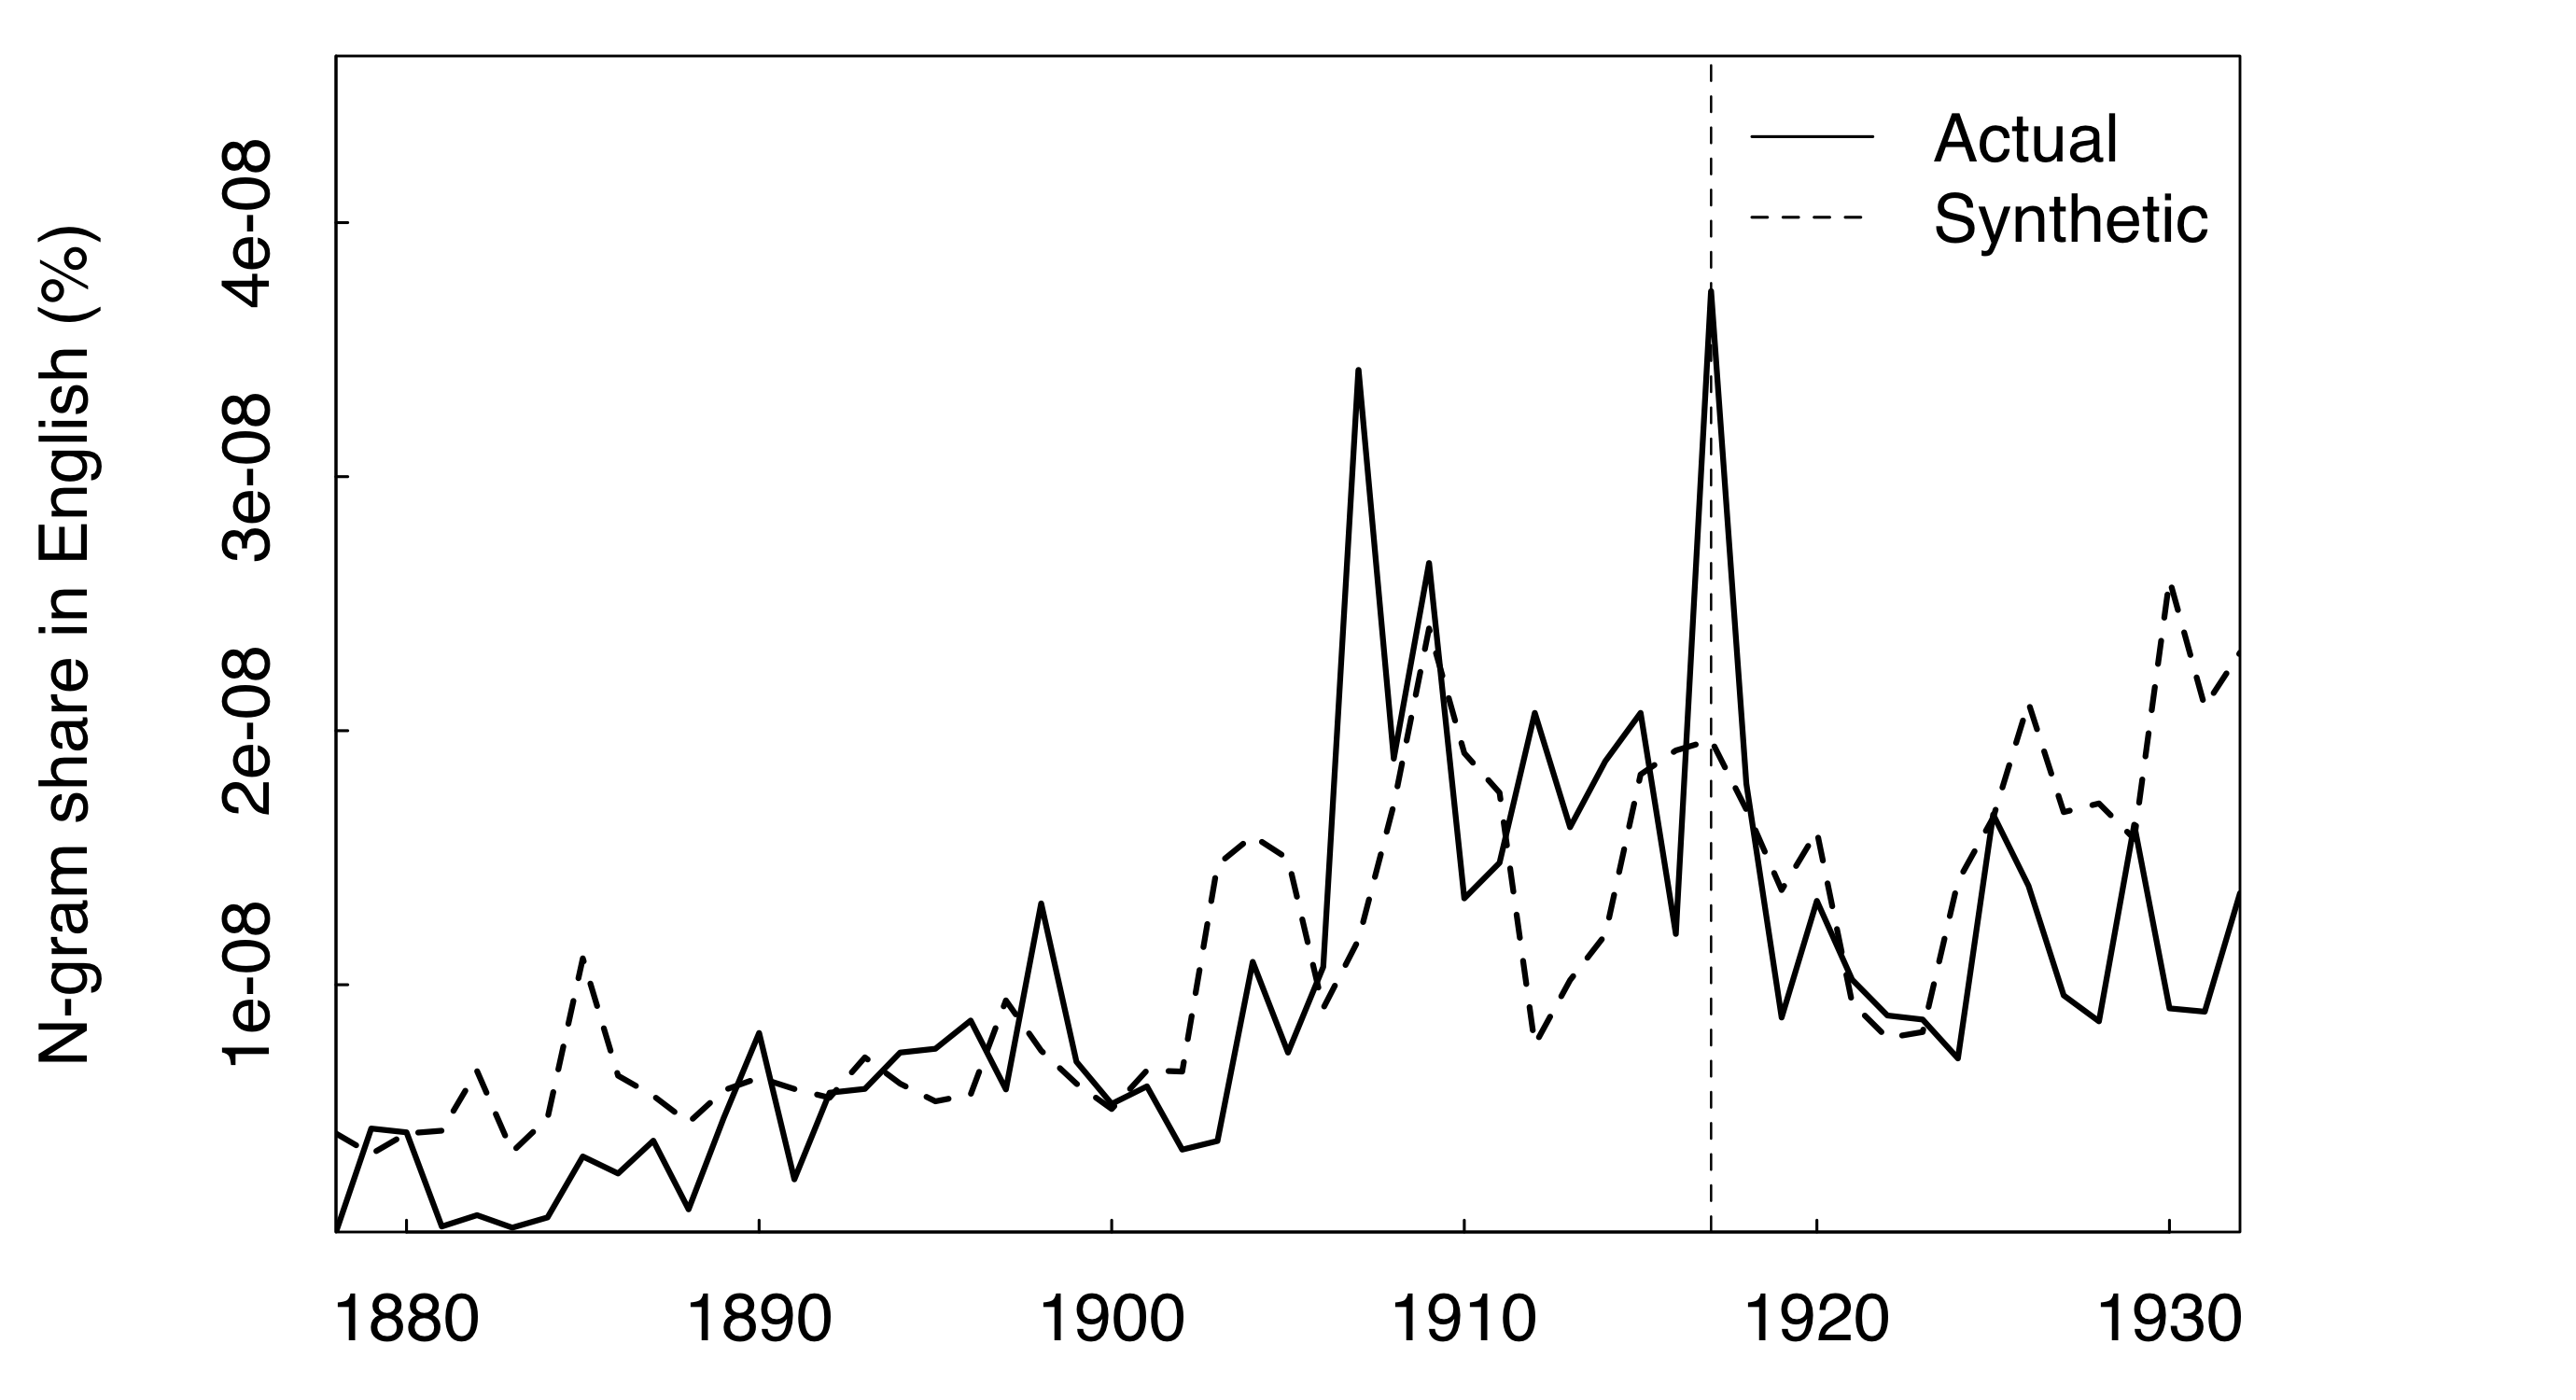 N-gram share in English (%)
4e-08
3e-08
2e-08
1e-08
Actual
Synthetic
1880 1890 1900 1910 1920 1930